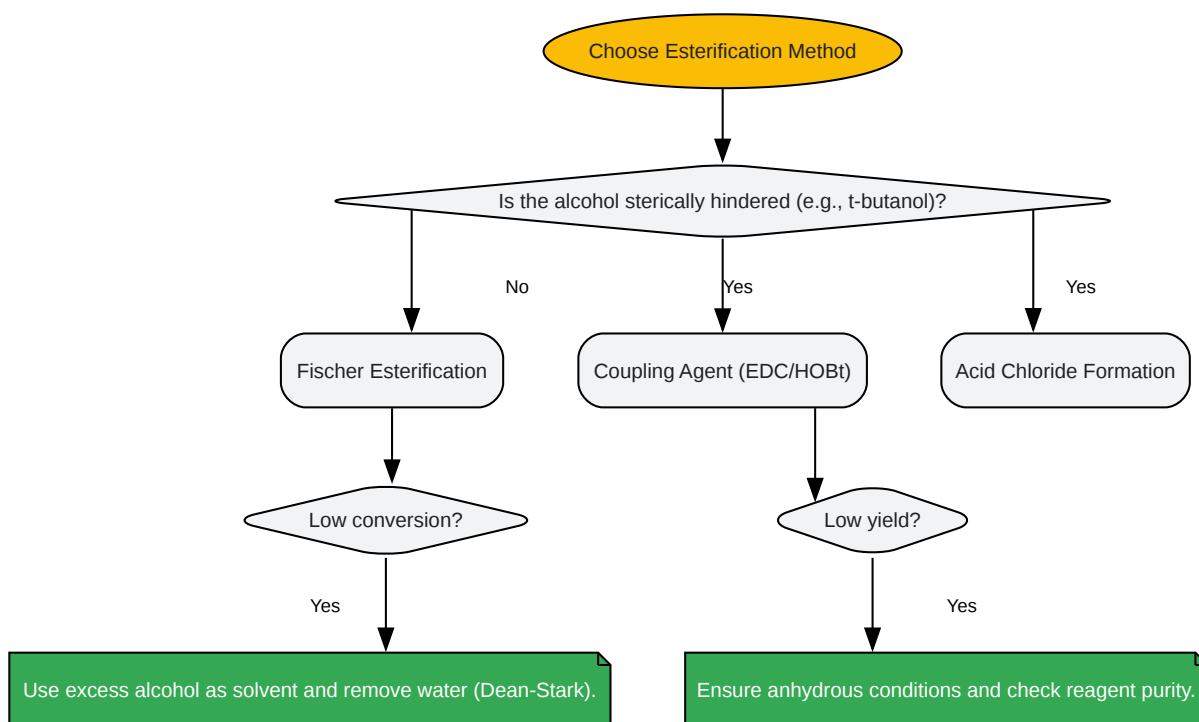 Choose Esterification Method
Is the alcohol sterically hindered (e.g., t-butanol)?
No
Yes
Yes
Fischer Esterification
Coupling Agent (EDC/HOBt)
Acid Chloride Formation
Low conversion?
Low yield?
Yes
Yes
Use excess alcohol as solvent and remove water (Dean-Stark).
Ensure anhydrous conditions and check reagent purity.